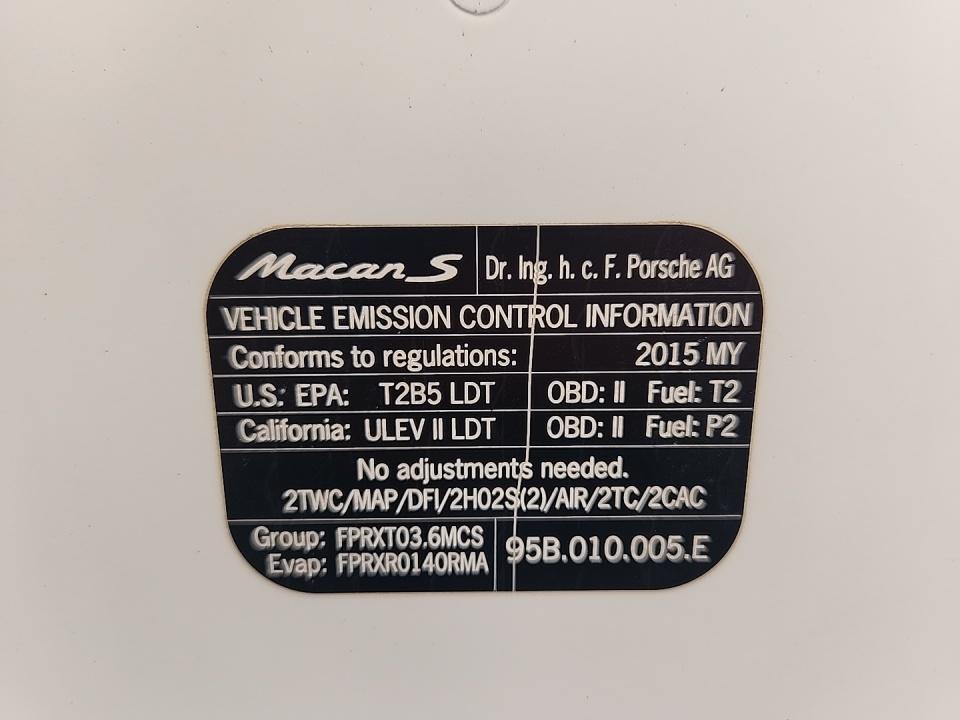 Macan S Dr. Ing. h. c. F. Porsche AG
VEHICLE EMISSION CONTROL INFORMATION
Conforms to regulations: 2015 MY
U.S. EPA: T2B5 LDT OBD: II Fuel: T2
California: ULEV II LDT OBD: II Fuel: P2
No adjustments needed.
2TWC/MAP/DFI/2HO2S(2)/AIR/2TC/2CAC
Group: FPRXT03.6MCS
Evap: FPRXR0140RMA
95B.010.005.E